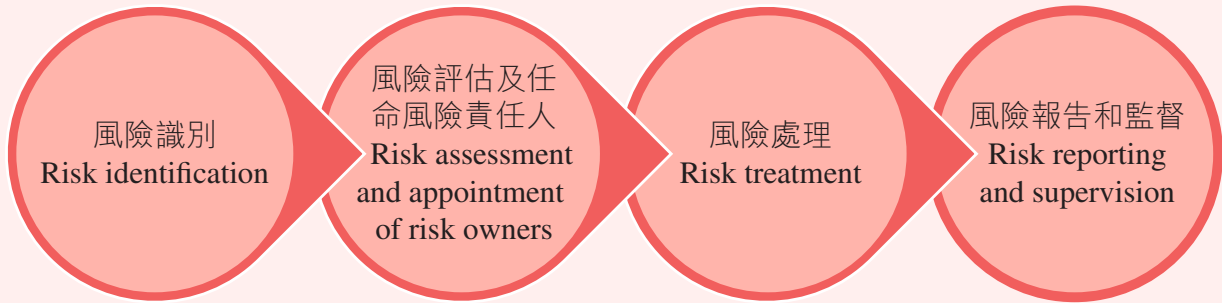 風險識別
Risk identification
風險評估及任
命風險責任人
Risk assessment
and appointment
of risk owners
風險處理
Risk treatment
風險報告和監督
Risk reporting
and supervision